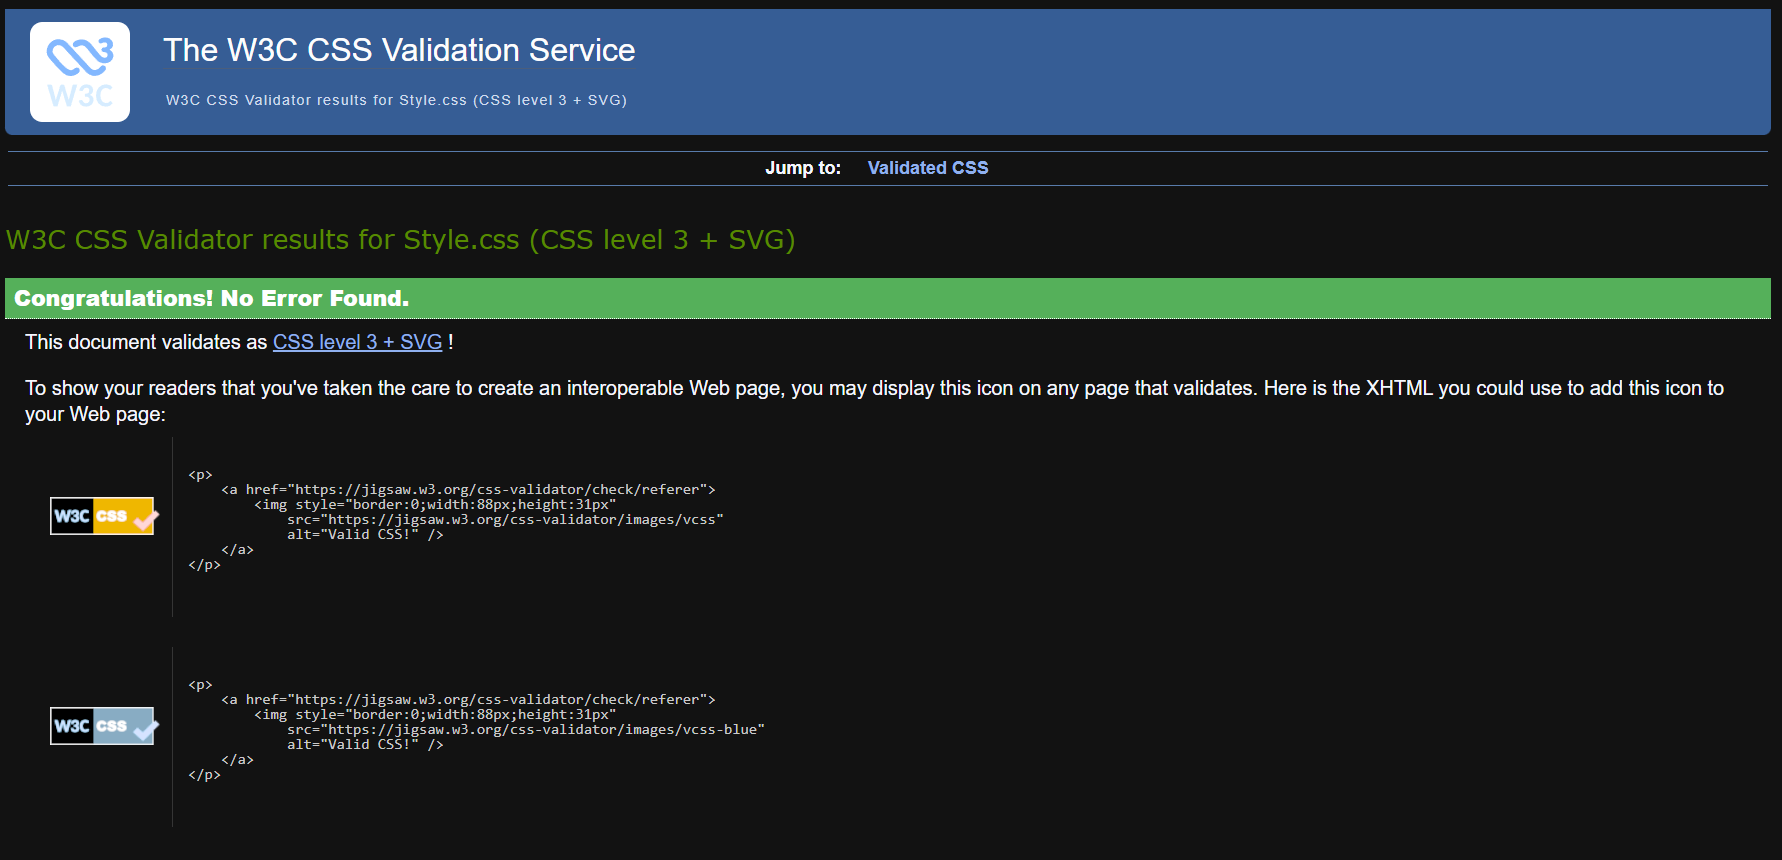 W3C
The W3C CSS Validation Service
W3C CSS Validator results for Style.css (CSS level 3 + SVG)
Jump to: Validated CSS
W3C CSS Validator results for Style.css (CSS level 3 + SVG)
Congratulations! No Error Found.
This document validates as CSS level 3 + SVG !
To show your readers that you've taken the care to create an interoperable Web page, you may display this icon on any page that validates. Here is the XHTML you could use to add this icon to
your Web page:
W3C css
<p>
    <a href="https://jigsaw.w3.org/css-validator/check/referer">
        <img style="border:0;width:88px;height:31px"
            src="https://jigsaw.w3.org/css-validator/images/vcss"
            alt="Valid CSS!" />
    </a>
</p>
W3C css
<p>
    <a href="https://jigsaw.w3.org/css-validator/check/referer">
        <img style="border:0;width:88px;height:31px"
            src="https://jigsaw.w3.org/css-validator/images/vcss-blue"
            alt="Valid CSS!" />
    </a>
</p>